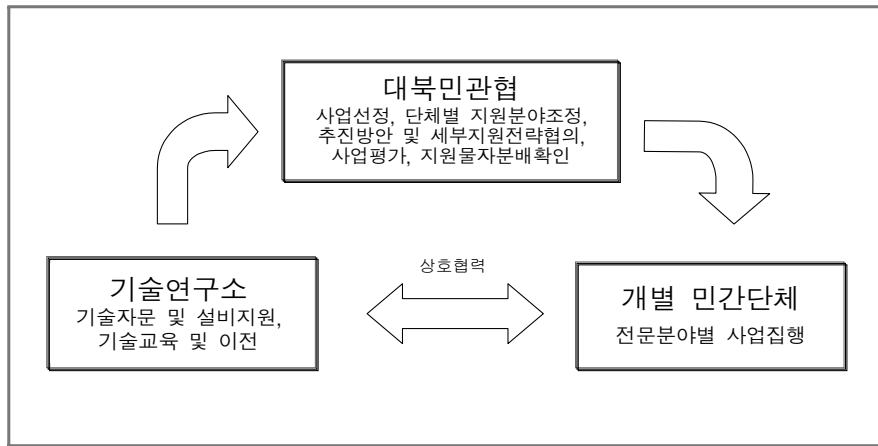 대북민관협
사업선정, 단체별 지원분야조정,
추진방안 및 세부지원전략협의,
사업평가, 지원물자분배확인
상호협력
기술연구소
기술자문 및 설비지원,
기술교육 및 이전
개별 민간단체
전문분야별 사업집행